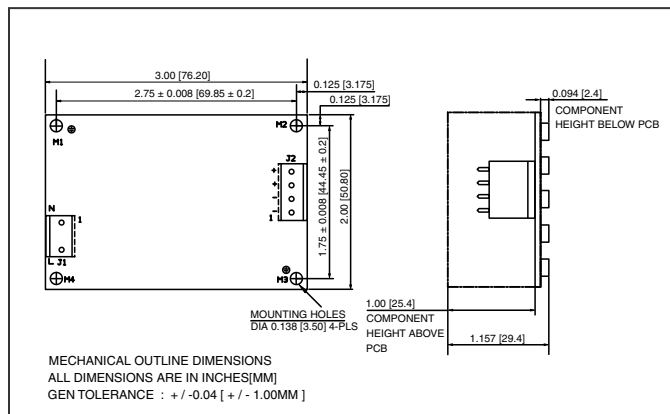 3.00 [76.20]
2.75 ± 0.008 [69.85 ± 0.2]
0.125 [3.175]
0.125 [3.175]
0.094 [2.4]
COMPONENT
HEIGHT BELOW PCB
M1
M2
J2
+
+
-
-
1
N
1
L
J1
M4
M3
1.75 ± 0.008 [44.45 ± 0.2]
2.00 [50.80]
MOUNTING HOLES
DIA 0.138 [3.50] 4-PLS
1.00 [25.4]
COMPONENT
HEIGHT ABOVE
PCB
1.157 [29.4]
MECHANICAL OUTLINE DIMENSIONS
ALL DIMENSIONS ARE IN INCHES[MM]
GEN TOLERANCE : + / -0.04 [ + / - 1.00MM ]